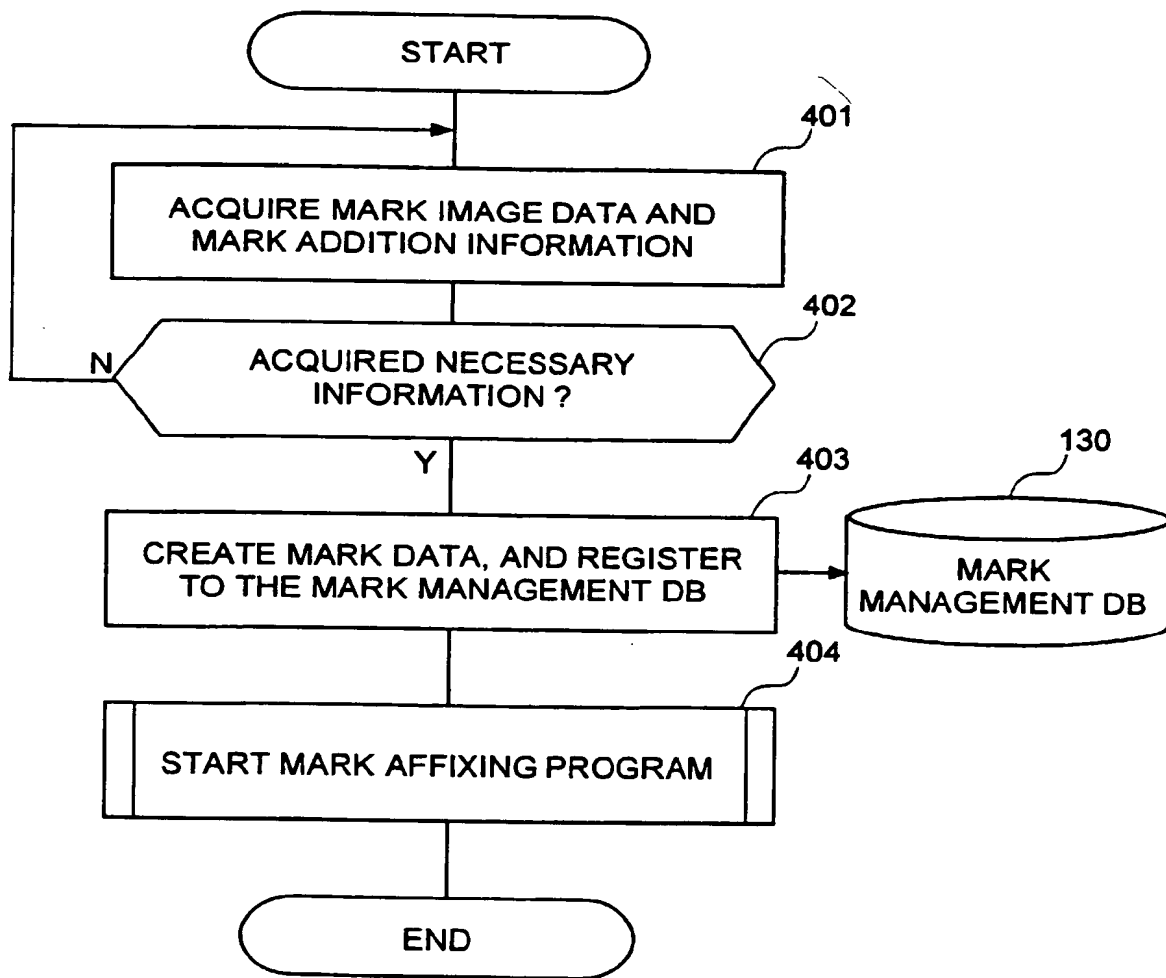 START
401
ACQUIRE MARK IMAGE DATA AND
MARK ADDITION INFORMATION
402
N
ACQUIRED NECESSARY
INFORMATION ?
Y
403
130
CREATE MARK DATA, AND REGISTER
TO THE MARK MANAGEMENT DB
MARK
MANAGEMENT DB
404
START MARK AFFIXING PROGRAM
END